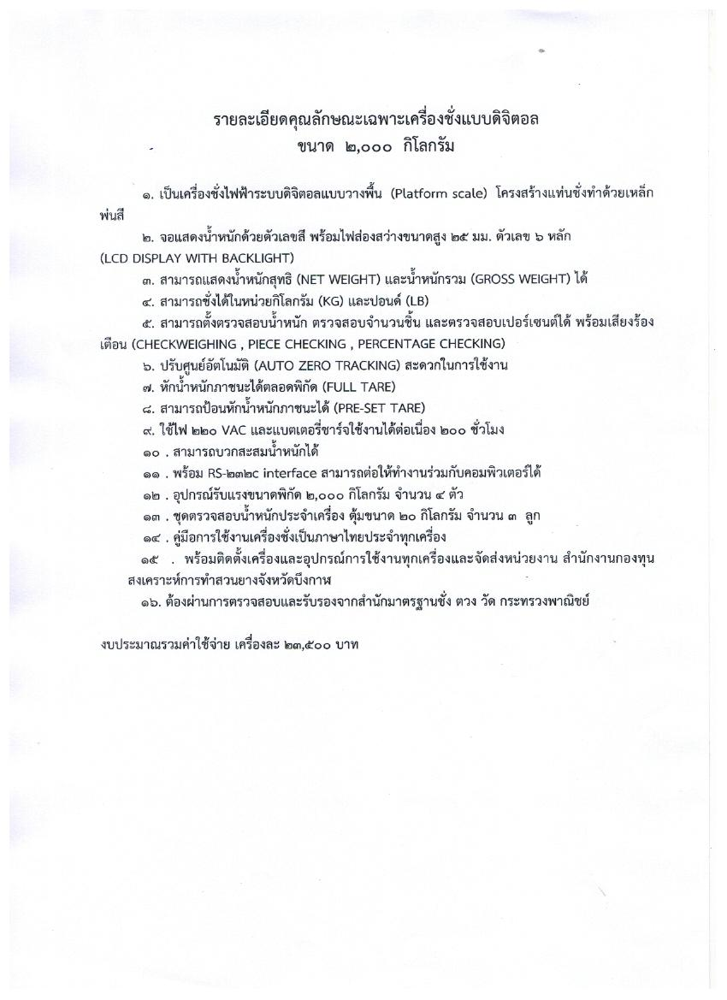 รายละเอียดคุณลักษณะเฉพาะเครื่องชั่งแบบดิจิตอล
ขนาด ๒,๐๐๐ กิโลกรัม
๑. เป็นเครื่องชั่งไฟฟ้าระบบดิจิตอลแบบวางพื้น (Platform scale) โครงสร้างแท่นชั่งทำด้วยเหล็ก
พ่นสี
๒. จอแสดงน้ำหนักด้วยตัวเลขสี พร้อมไฟส่องสว่างขนาดสูง ๒๕ มม. ตัวเลข ๖ หลัก
(LCD DISPLAY WITH BACKLIGHT)
๓. สามารถแสดงน้ำหนักสุทธิ (NET WEIGHT) และน้ำหนักรวม (GROSS WEIGHT) ได้
๔. สามารถชั่งได้ในหน่วยกิโลกรัม (KG) และปอนด์ (LB)
๕. สามารถตั้งตรวจสอบน้ำหนัก ตรวจสอบจำนวนชิ้น และตรวจสอบเปอร์เซนต์ได้ พร้อมเสียงร้อง
เตือน (CHECKWEIGHING , PIECE CHECKING , PERCENTAGE CHECKING)
๖. ปรับศูนย์อัตโนมัติ (AUTO ZERO TRACKING) สะดวกในการใช้งาน
๗. หักน้ำหนักภาชนะได้ตลอดพิกัด (FULL TARE)
๘. สามารถป้อนหักน้ำหนักภาชนะได้ (PRE-SET TARE)
๙. ใช้ไฟ ๒๒๐ VAC และแบตเตอรี่ชาร์จใช้งานได้ต่อเนื่อง ๒๐๐ ชั่วโมง
๑๐ . สามารถบวกสะสมน้ำหนักได้
๑๑ . พร้อม RS-๒๓๒c interface สามารถต่อให้ทำงานร่วมกับคอมพิวเตอร์ได้
๑๒ . อุปกรณ์รับแรงขนาดพิกัด ๒,๐๐๐ กิโลกรัม จำนวน ๔ ตัว
๑๓ . ชุดตรวจสอบน้ำหนักประจำเครื่อง ตุ้มขนาด ๒๐ กิโลกรัม จำนวน ๓ ลูก
๑๔ . คู่มือการใช้งานเครื่องชั่งเป็นภาษาไทยประจำทุกเครื่อง
๑๕ . พร้อมติดตั้งเครื่องและอุปกรณ์การใช้งานทุกเครื่องและจัดส่งหน่วยงาน สำนักงานกองทุน
สงเคราะห์การทำสวนยางจังหวัดบึงกาฬ
๑๖. ต้องผ่านการตรวจสอบและรับรองจากสำนักมาตรฐานชั่ง ตวง วัด กระทรวงพาณิชย์
งบประมาณรวมค่าใช้จ่าย เครื่องละ ๒๓,๕๐๐ บาท